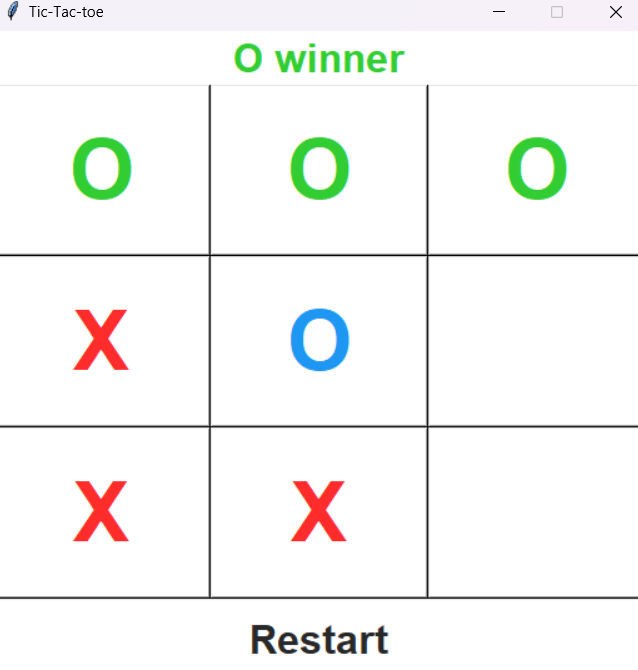 Tic-Tac-toe
O winner
O O O
X O
X X
Restart